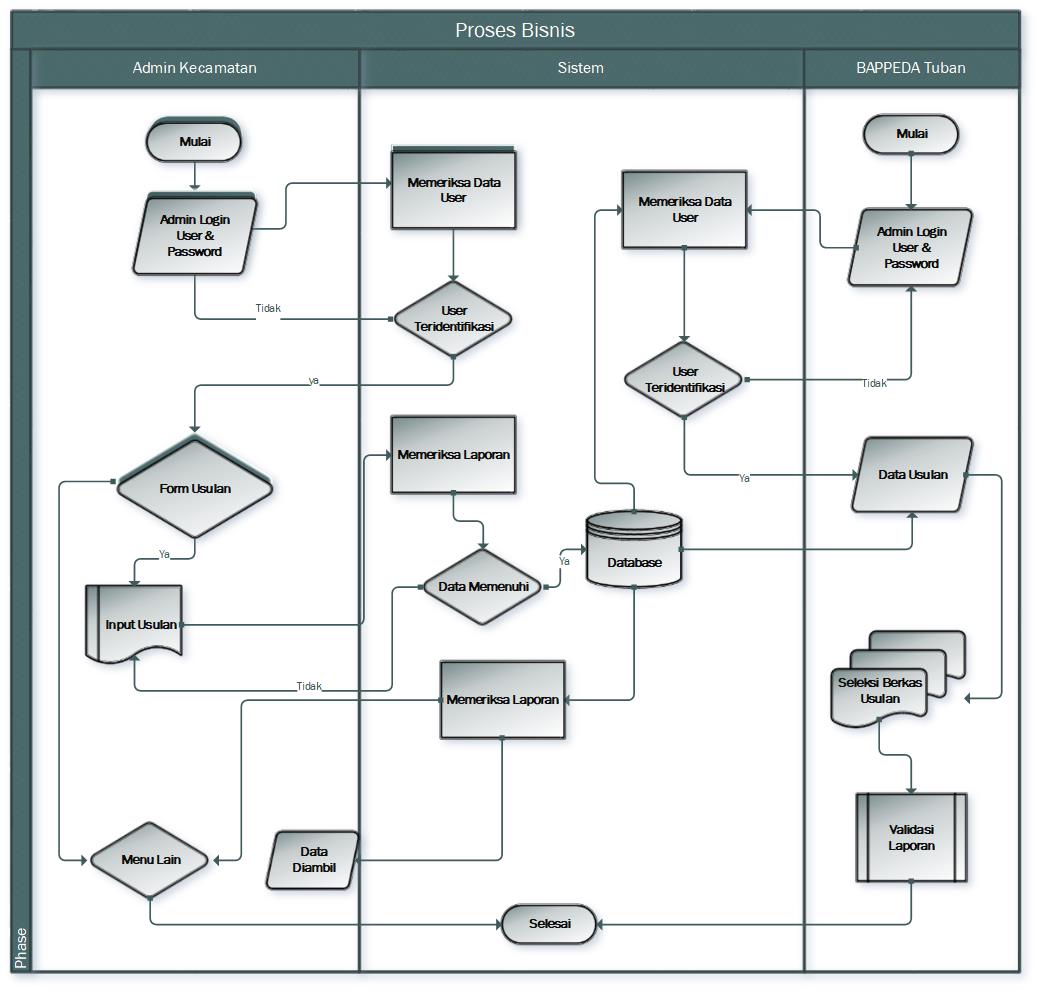 Proses Bisnis
Admin Kecamatan
Sistem
BAPPEDA Tuban
Mulai
Admin Login
User &
Password
Memeriksa Data
User
User
Teridentifikasi
Tidak
ya
Form Usulan
Ya
Input Usulan
Memeriksa Laporan
Data Memenuhi
Ya
Tidak
Database
Memeriksa Laporan
Menu Lain
Data
Diambil
Selesai
Memeriksa Data
User
User
Teridentifikasi
Tidak
Ya
Mulai
Admin Login
User &
Password
Data Usulan
Seleksi Berkas
Usulan
Validasi
Laporan
Phase